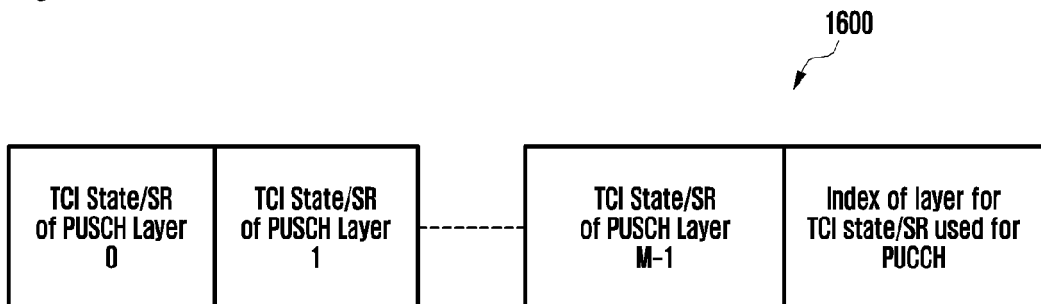 1600
TCI State/SR
of PUSCH Layer
0
TCI State/SR
of PUSCH Layer
1
TCI State/SR
of PUSCH Layer
M-1
Index of layer for
TCI state/SR used for
PUCCH